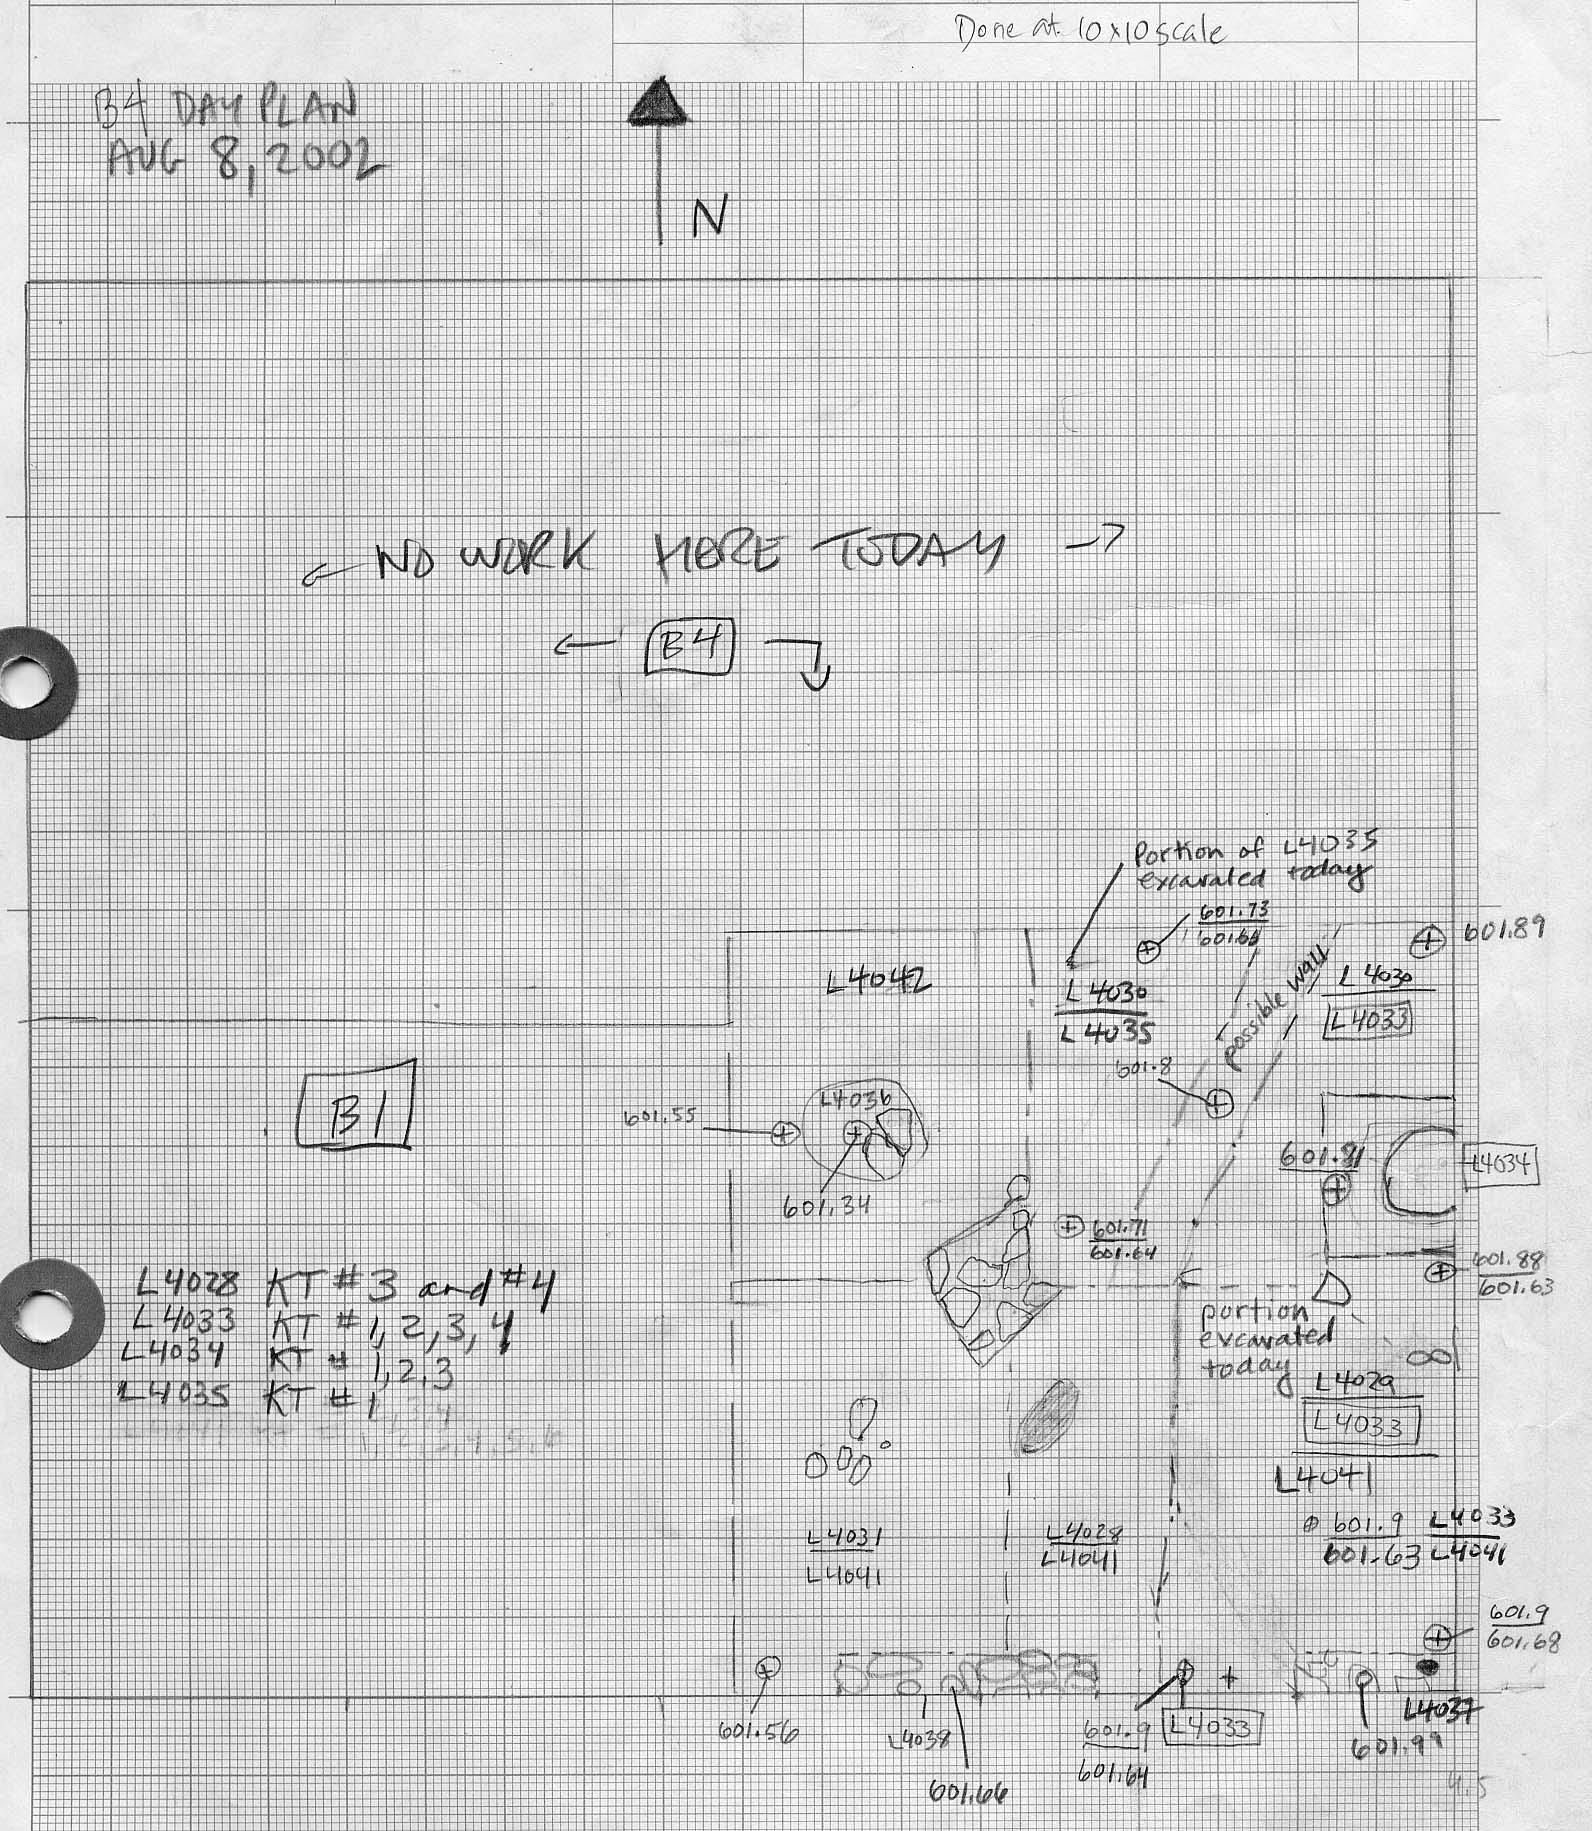 Done at 10x10 scale
B4 DAY PLAN
AUG 8, 2002
N
← NO WORK HERE TODAY →
← B4
Portion of L4035
excavated today
601.73
601.89
L4042
L4030
L4035
possible wall
L4030
L4033
601.8
B1
601.55
L4036
601.34
601.81
L4034
601.71
601.64
601.88
601.63
L4028 KT #3 and #4
L4033 KT #1, 2, 3, 4
L4034 KT #1, 2, 3
L4035 KT #1
portion
excavated
today
L4029
L4033
L4041
L4031
L4041
L4028
L4041
⊕ 601.9 L4033
601.63 L4041
601.9
601.68
601.56
L4038
601.66
601.9
601.64
L4033
L4037
601.99
4.5